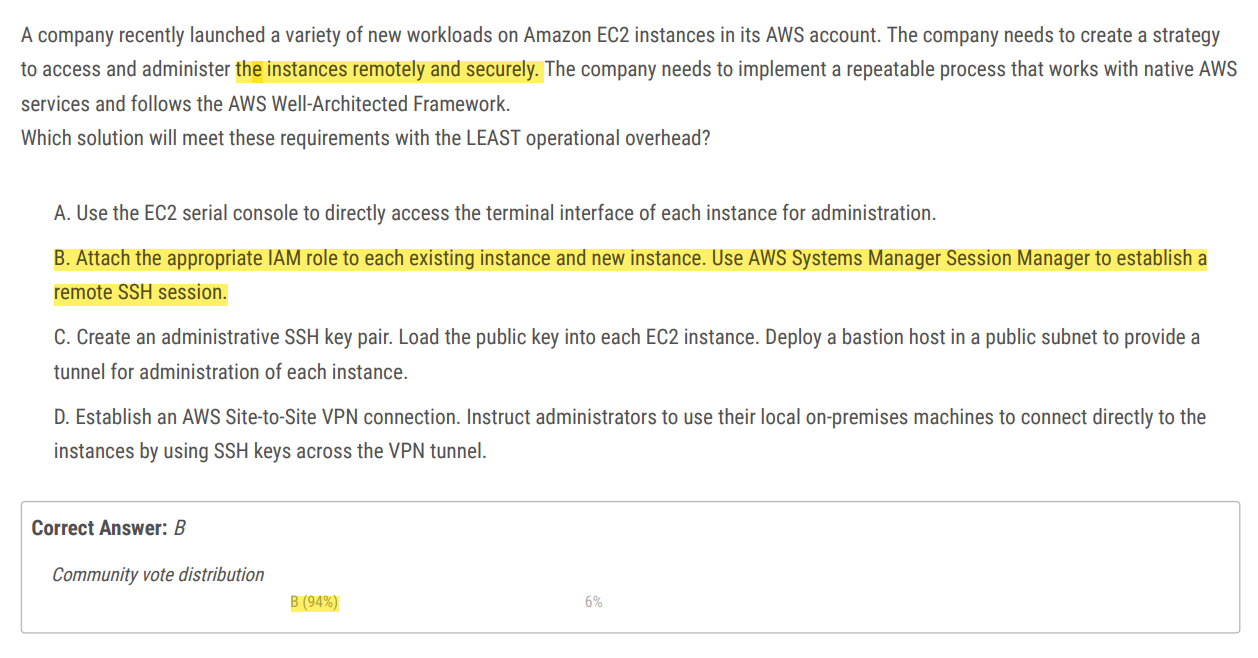 A company recently launched a variety of new workloads on Amazon EC2 instances in its AWS account. The company needs to create a strategy
to access and administer the instances remotely and securely. The company needs to implement a repeatable process that works with native AWS
services and follows the AWS Well-Architected Framework.
Which solution will meet these requirements with the LEAST operational overhead?
A. Use the EC2 serial console to directly access the terminal interface of each instance for administration.
B. Attach the appropriate IAM role to each existing instance and new instance. Use AWS Systems Manager Session Manager to establish a
remote SSH session.
C. Create an administrative SSH key pair. Load the public key into each EC2 instance. Deploy a bastion host in a public subnet to provide a
tunnel for administration of each instance.
D. Establish an AWS Site-to-Site VPN connection. Instruct administrators to use their local on-premises machines to connect directly to the
instances by using SSH keys across the VPN tunnel.
Correct Answer: B
Community vote distribution
B (94%) 6%